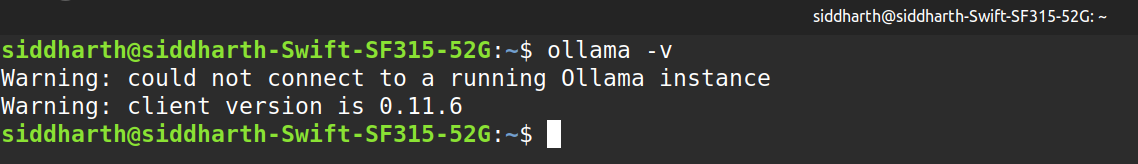 siddharth@siddharth-Swift-SF315-52G: ~
siddharth@siddharth-Swift-SF315-52G:~$ ollama -v
Warning: could not connect to a running Ollama instance
Warning: client version is 0.11.6
siddharth@siddharth-Swift-SF315-52G:~$